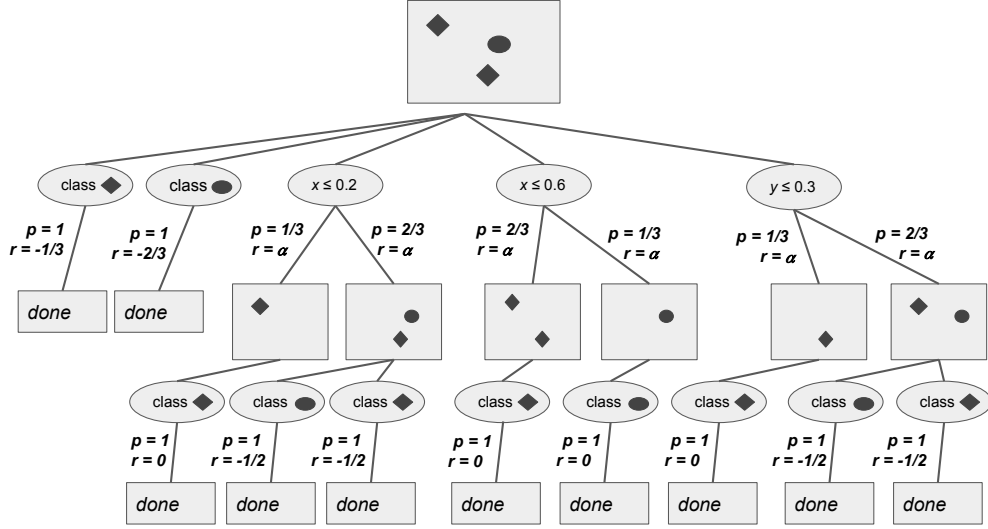 class
class
x ≤ 0.2
x ≤ 0.6
y ≤ 0.3
p = 1
r = -1/3
p = 1
r = -2/3
p = 1/3
r = α
p = 2/3
r = α
p = 2/3
r = α
p = 1/3
r = α
p = 1/3
r = α
p = 2/3
r = α
done
done
class
class
class
class
class
class
class
class
p = 1
r = 0
p = 1
r = -1/2
p = 1
r = -1/2
p = 1
r = 0
p = 1
r = 0
p = 1
r = 0
p = 1
r = -1/2
p = 1
r = -1/2
done
done
done
done
done
done
done
done